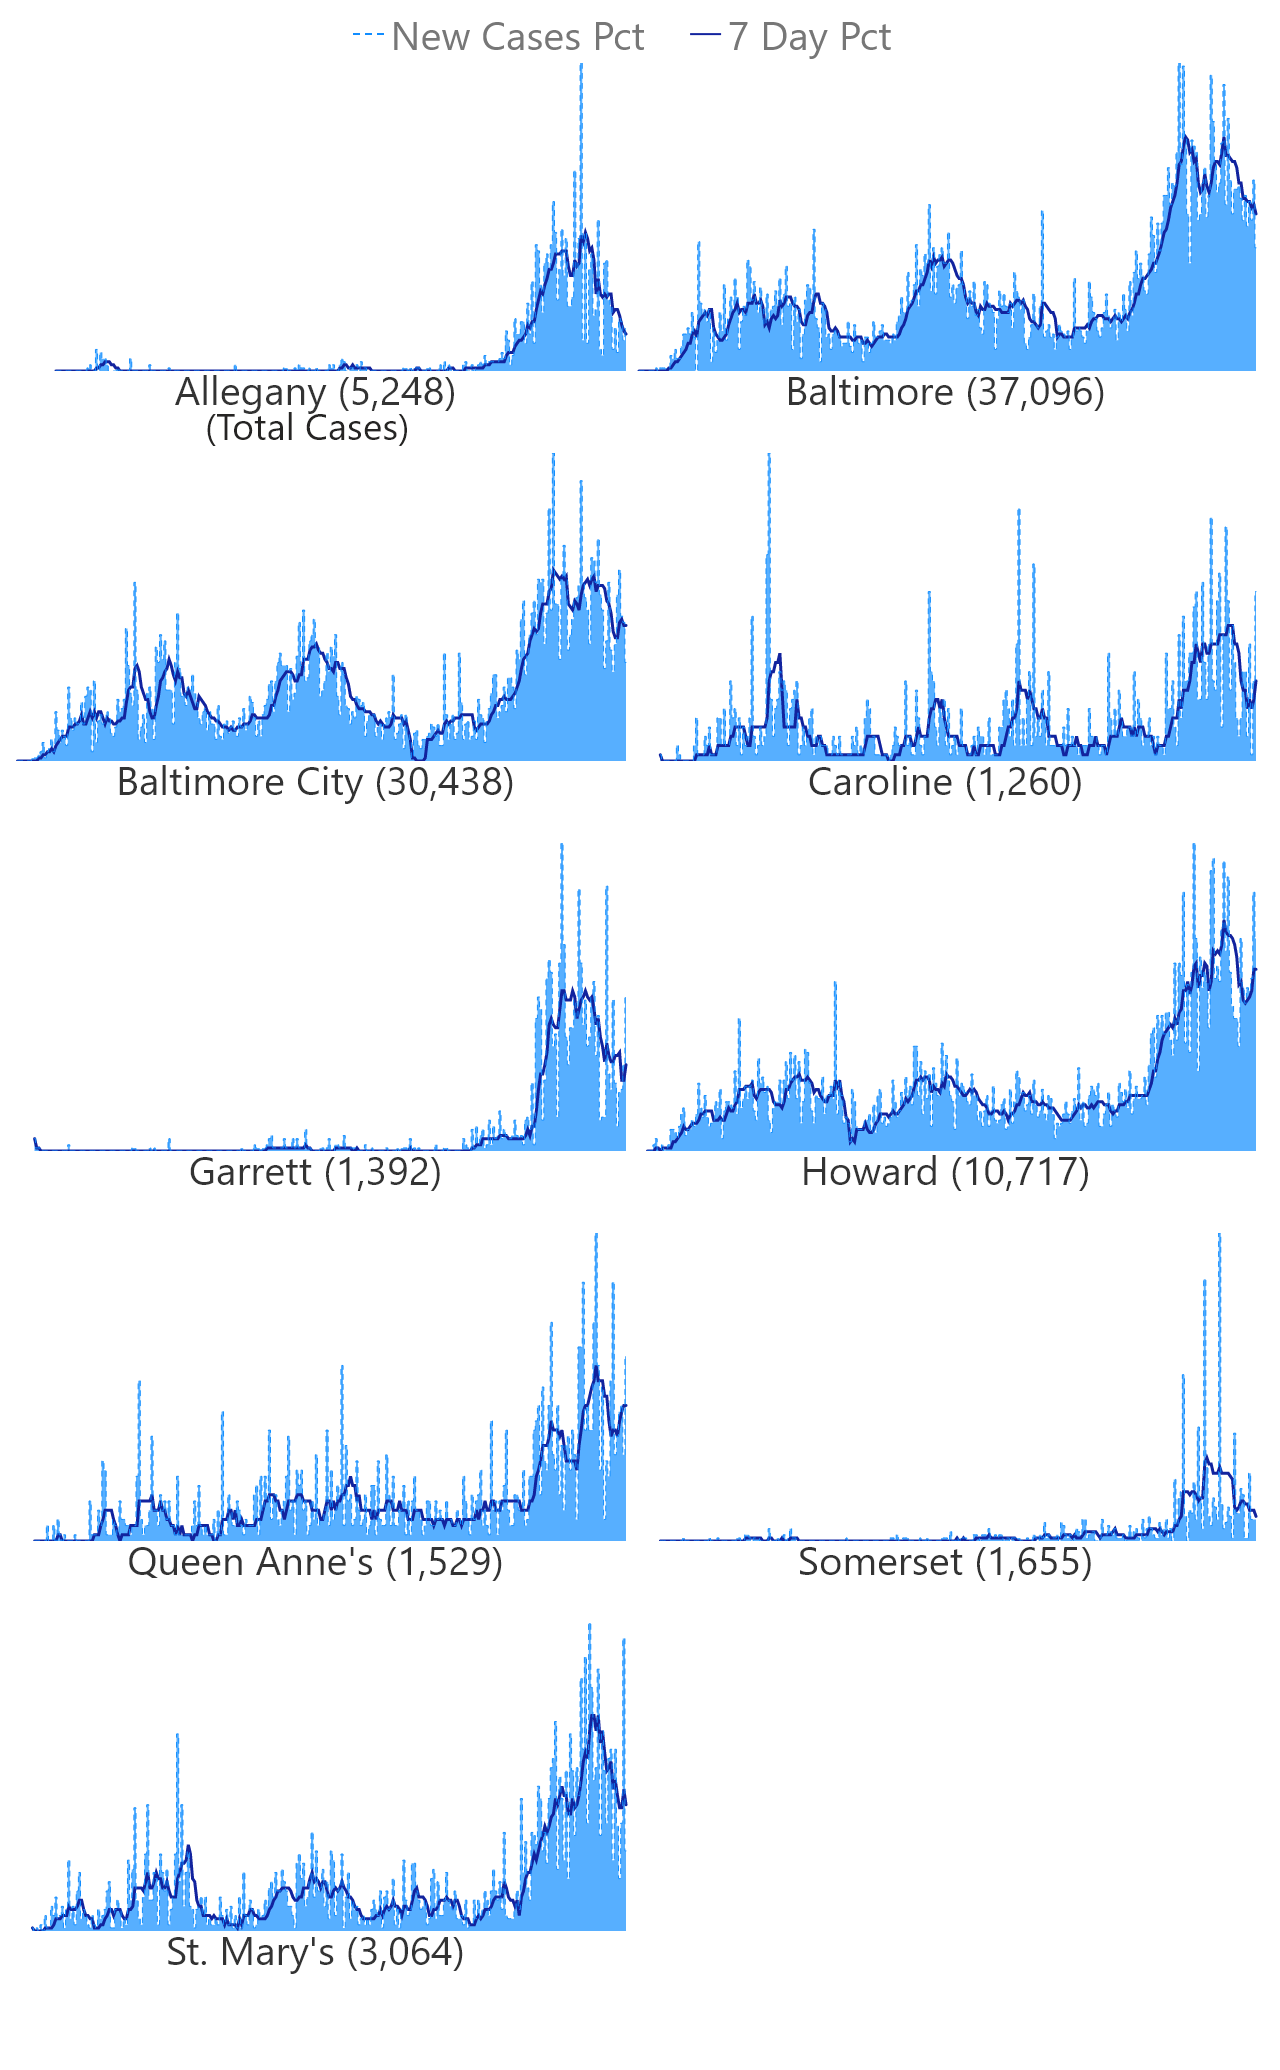 New Cases Pct 7 Day Pct
Allegany (5,248) Baltimore (37,096)
(Total Cases)
Baltimore City (30,438) Caroline (1,260)
Garrett (1,392) Howard (10,717)
Queen Anne's (1,529) Somerset (1,655)
St. Mary's (3,064)